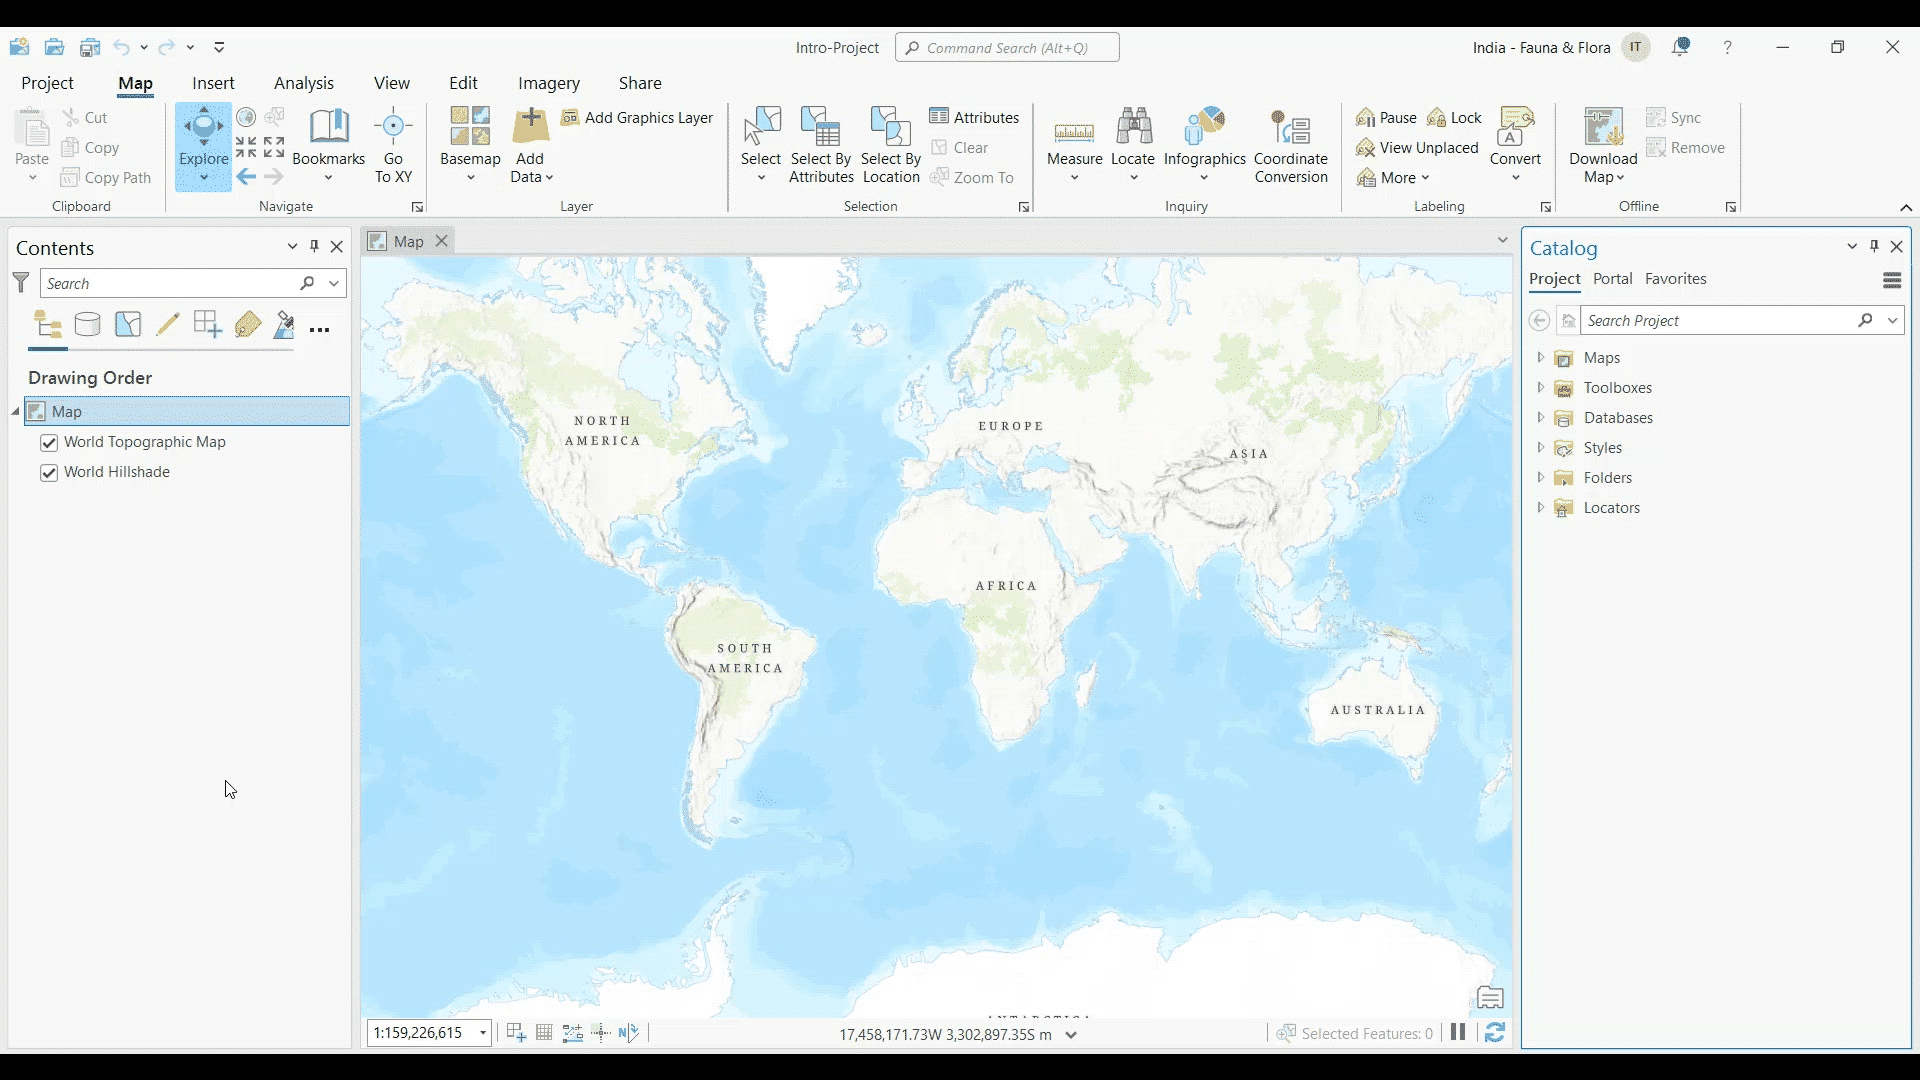 Intro-Project
Command Search (Alt+Q)
India - Fauna & Flora
IT
?
Project
Map
Insert
Analysis
View
Edit
Imagery
Share
Paste
Cut
Copy
Copy Path
Clipboard
Explore
Bookmarks
Go
To XY
Navigate
Basemap
Add
Data
Add Graphics Layer
Layer
Select
Select By
Attributes
Select By
Location
Attributes
Clear
Zoom To
Selection
Measure
Locate
Infographics
Coordinate
Conversion
Inquiry
Pause
Lock
View Unplaced
More
Convert
Labeling
Download
Map
Sync
Remove
Offline
Contents
Search
Drawing Order
Map
World Topographic Map
World Hillshade
Map
NORTH
AMERICA
EUROPE
ASIA
AFRICA
SOUTH
AMERICA
AUSTRALIA
1:159,226,615
17,458,171.73W 3,302,897.35S m
Selected Features: 0
Catalog
Project
Portal
Favorites
Search Project
Maps
Toolboxes
Databases
Styles
Folders
Locators